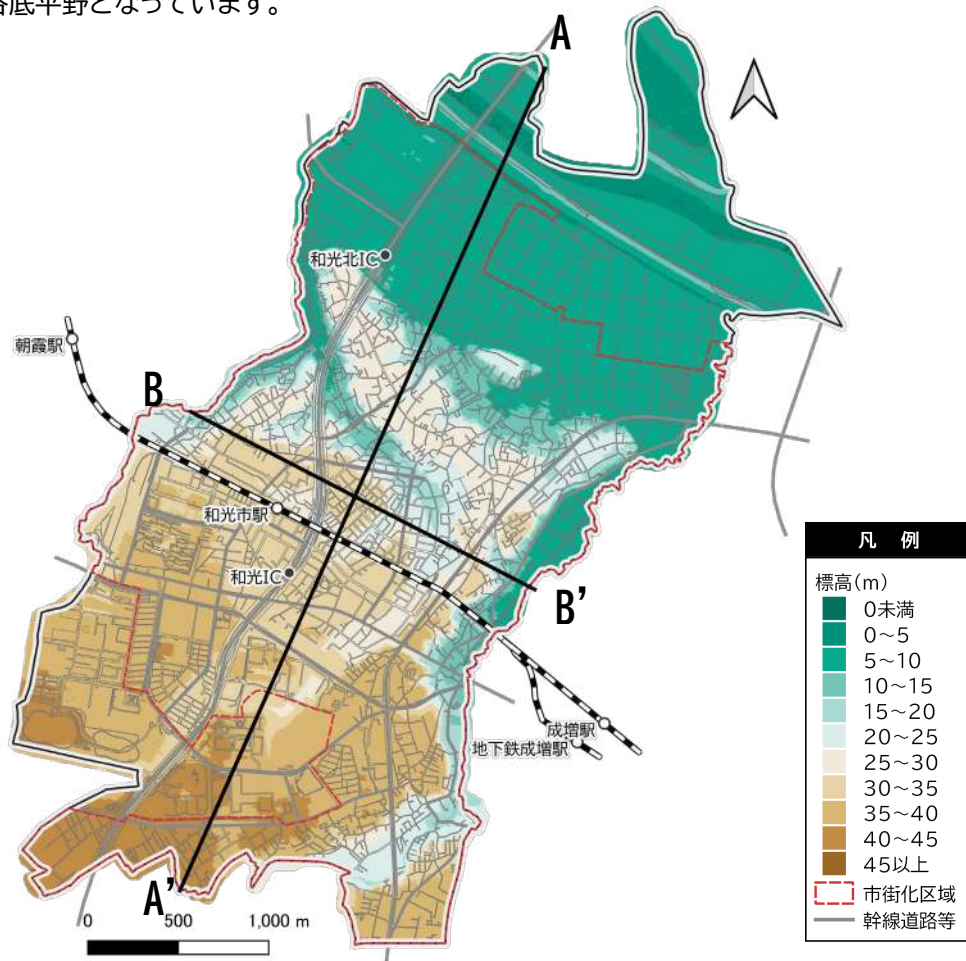 底平野となっています。
A
和光北IC
朝霞駅
B
和光市駅
和光IC
B’
成増駅
地下鉄成増駅
A’
0 500 1,000 m
凡 例
標高(m)
0未満
0～5
5～10
10～15
15～20
20～25
25～30
30～35
35～40
40～45
45以上
市街化区域
幹線道路等